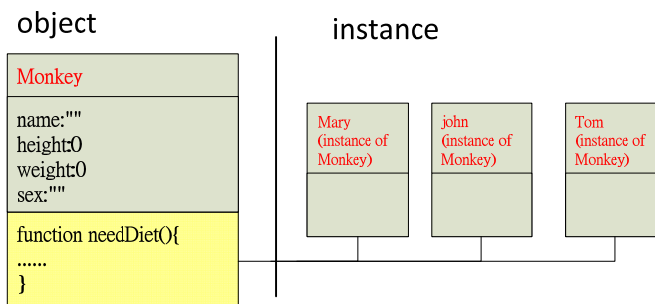 object
instance
Monkey
name:""
height:0
weight:0
sex:""
function needDiet(){
......
}
Mary
(instance of
Monkey)
john
(instance of
Monkey)
Tom
(instance of
Monkey)